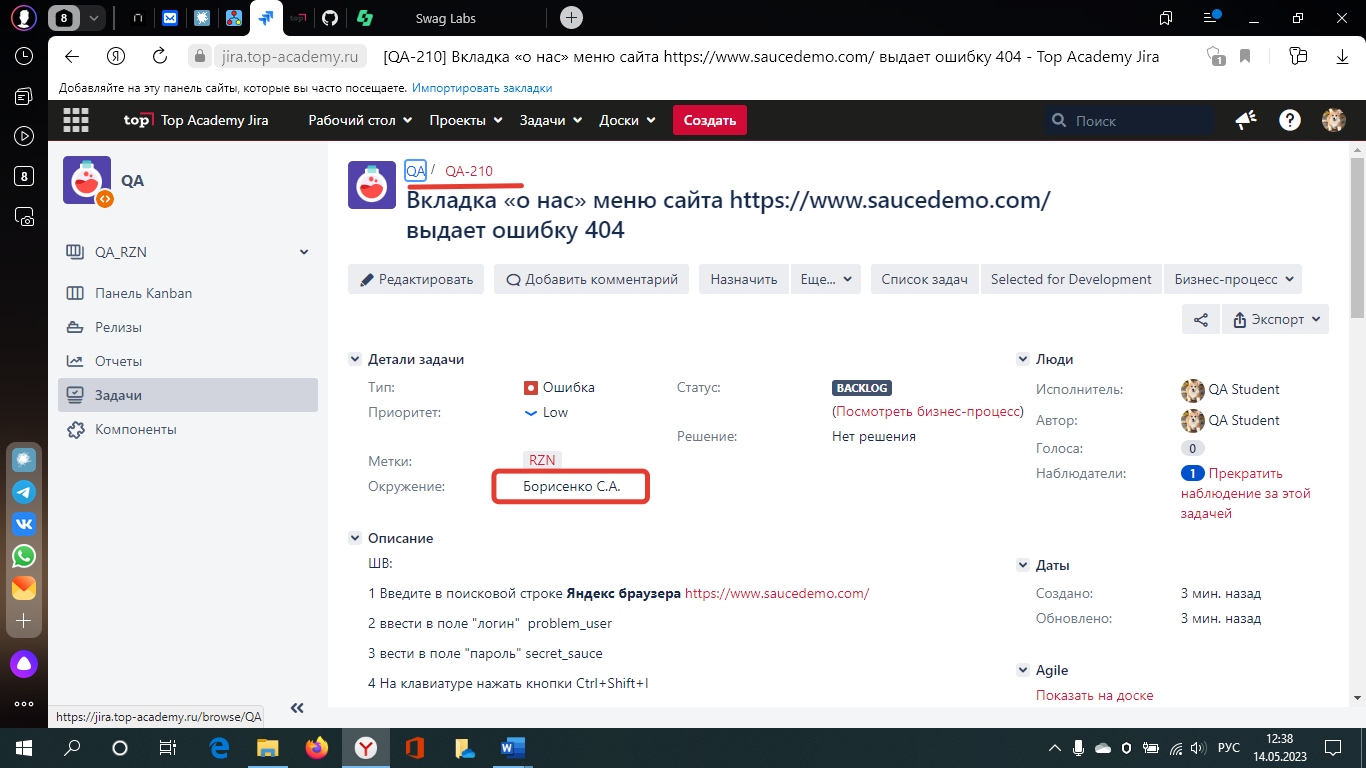 8
Swag Labs
jira.top-academy.ru
[QA-210] Вкладка «о нас» меню сайта https://www.saucedemo.com/ выдает ошибку 404 - Top Academy Jira
1
Добавляйте на эту панель сайты, которые вы часто посещаете. Импортировать закладки
top Top Academy Jira Рабочий стол Проекты Задачи Доски Создать Поиск
8
QA
QA_RZN
Панель Kanban
Релизы
Отчеты
Задачи
Компоненты
QA / QA-210
Вкладка «о нас» меню сайта https://www.saucedemo.com/
выдает ошибку 404
Редактировать Добавить комментарий Назначить Еще... Список задач Selected for Development Бизнес-процесс
Экспорт
Детали задачи
Тип: Ошибка
Приоритет: Low
Метки: RZN
Окружение: Борисенко С.А.
Статус: BACKLOG
(Посмотреть бизнес-процесс)
Решение: Нет решения
Описание
ШВ:
1 Введите в поисковой строке Яндекс браузера https://www.saucedemo.com/
2 ввести в поле "логин" problem_user
3 вести в поле "пароль" secret_sauce
4 На клавиатуре нажать кнопки Ctrl+Shift+I
Люди
Исполнитель: QA Student
Автор: QA Student
Голоса: 0
Наблюдатели: 1 Прекратить
наблюдение за этой
задачей
Даты
Создано: 3 мин. назад
Обновлено: 3 мин. назад
Agile
Показать на доске
https://jira.top-academy.ru/browse/QA
РУС
12:38
14.05.2023